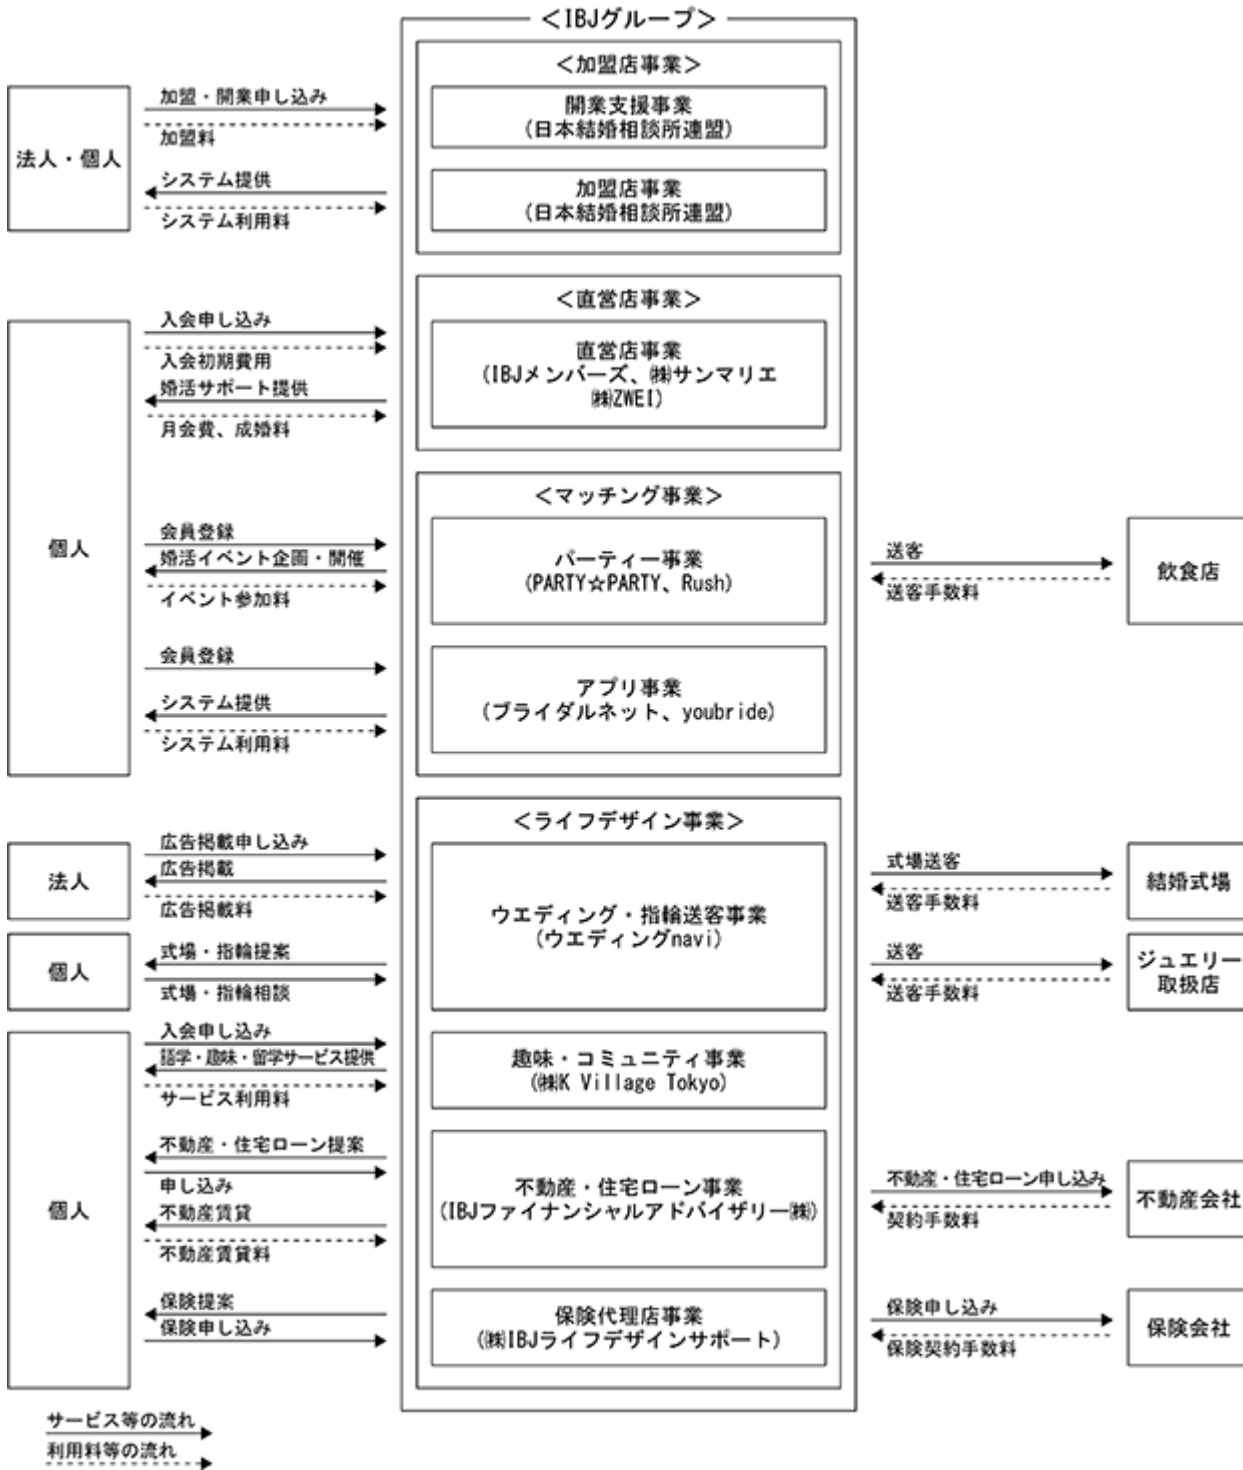 ＜IBJグループ＞
＜加盟店事業＞
法人・個人
加盟・開業申し込み
加盟料
システム提供
システム利用料
開業支援事業
(日本結婚相談所連盟)
加盟店事業
(日本結婚相談所連盟)
＜直営店事業＞
個人
入会申し込み
入会初期費用
婚活サポート提供
月会費、成婚料
直営店事業
(IBJメンバーズ、㈱サンマリエ
㈱ZWEI)
＜マッチング事業＞
会員登録
婚活イベント企画・開催
イベント参加料
パーティー事業
(PARTY☆PARTY、Rush)
送客
送客手数料
飲食店
会員登録
システム提供
システム利用料
アプリ事業
(ブライダルネット、youbride)
＜ライフデザイン事業＞
法人
広告掲載申し込み
広告掲載
広告掲載料
個人
式場・指輪提案
式場・指輪相談
ウエディング・指輪送客事業
(ウエディングnavi)
式場送客
送客手数料
結婚式場
送客
送客手数料
ジュエリー
取扱店
個人
入会申し込み
語学・趣味・留学サービス提供
サービス利用料
趣味・コミュニティ事業
(㈱K Village Tokyo)
不動産・住宅ローン提案
申し込み
不動産賃貸
不動産賃貸料
不動産・住宅ローン事業
(IBJファイナンシャルアドバイザリー㈱)
不動産・住宅ローン申し込み
契約手数料
不動産会社
保険提案
保険申し込み
保険代理店事業
(㈱IBJライフデザインサポート)
保険申し込み
保険契約手数料
保険会社
サービス等の流れ
利用料等の流れ